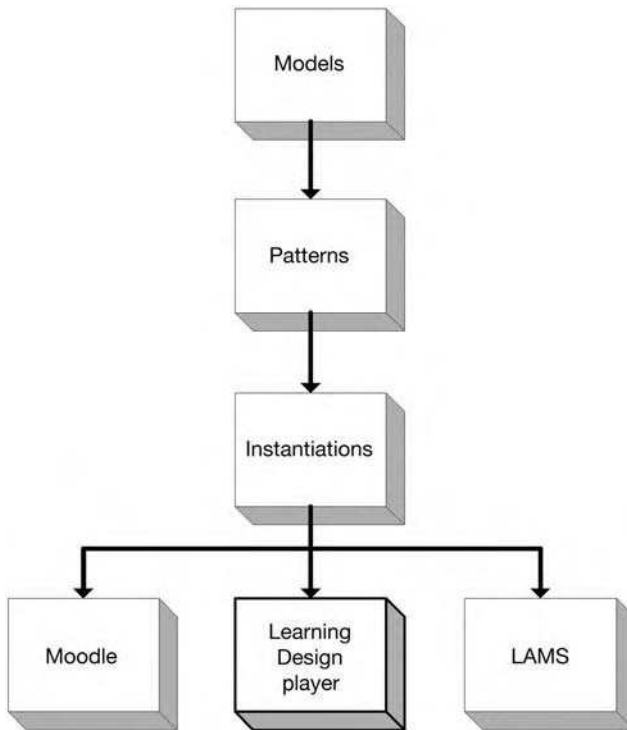 Models
Patterns
Instantiations
Moodle
Learning
Design
player
LAMS